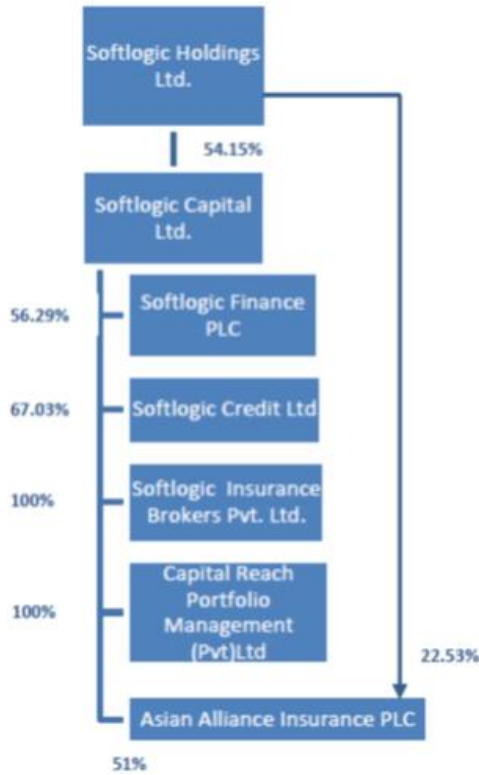 Softlogic Holdings
Ltd.
54.15%
Softlogic Capital
Ltd.
56.29%
Softlogic Finance
PLC
67.03%
Softlogic Credit Ltd
100%
Softlogic Insurance
Brokers Pvt. Ltd.
100%
Capital Reach
Portfolio
Management
(Pvt)Ltd
22.53%
Asian Alliance Insurance PLC
51%